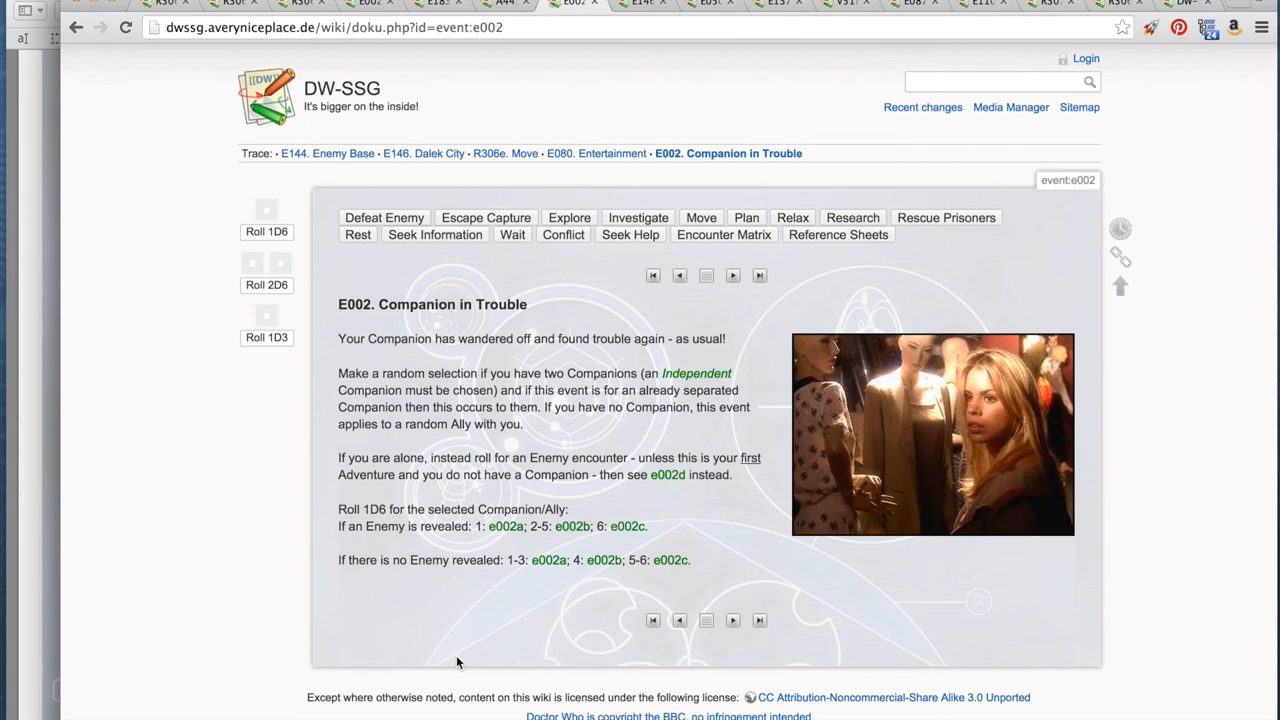 dwssg.averyniceplace.de/wiki/doku.php?id=event:e002
24
Login
[[DW]]
DW-SSG
It's bigger on the inside!
Recent changes Media Manager Sitemap
Trace: • E144. Enemy Base • E146. Dalek City • R306e. Move • E080. Entertainment • E002. Companion in Trouble
event:e002
Defeat Enemy Escape Capture Explore Investigate Move Plan Relax Research Rescue Prisoners
Roll 1D6
Rest Seek Information Wait Conflict Seek Help Encounter Matrix Reference Sheets
Roll 2D6
E002. Companion in Trouble
Roll 1D3
Your Companion has wandered off and found trouble again - as usual!
Make a random selection if you have two Companions (an Independent
Companion must be chosen) and if this event is for an already separated
Companion then this occurs to them. If you have no Companion, this event
applies to a random Ally with you.
If you are alone, instead roll for an Enemy encounter - unless this is your first
Adventure and you do not have a Companion - then see e002d instead.
Roll 1D6 for the selected Companion/Ally:
If an Enemy is revealed: 1: e002a; 2-5: e002b; 6: e002c.
If there is no Enemy revealed: 1-3: e002a; 4: e002b; 5-6: e002c.
Except where otherwise noted, content on this wiki is licensed under the following license: CC Attribution-Noncommercial-Share Alike 3.0 Unported
Doctor Who is copyright the BBC, no infringement intended